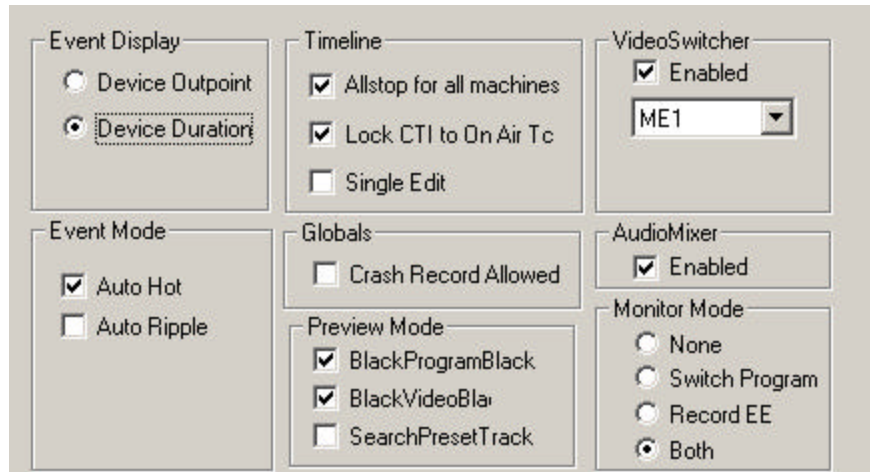 Event Display
Device Outpoint
Device Duration
Timeline
Allstop for all machines
Lock CTI to On Air Tc
Single Edit
VideoSwitcher
Enabled
ME1
Event Mode
Auto Hot
Auto Ripple
Globals
Crash Record Allowed
AudioMixer
Enabled
Preview Mode
BlackProgramBlack
BlackVideoBla
SearchPresetTrack
Monitor Mode
None
Switch Program
Record EE
Both